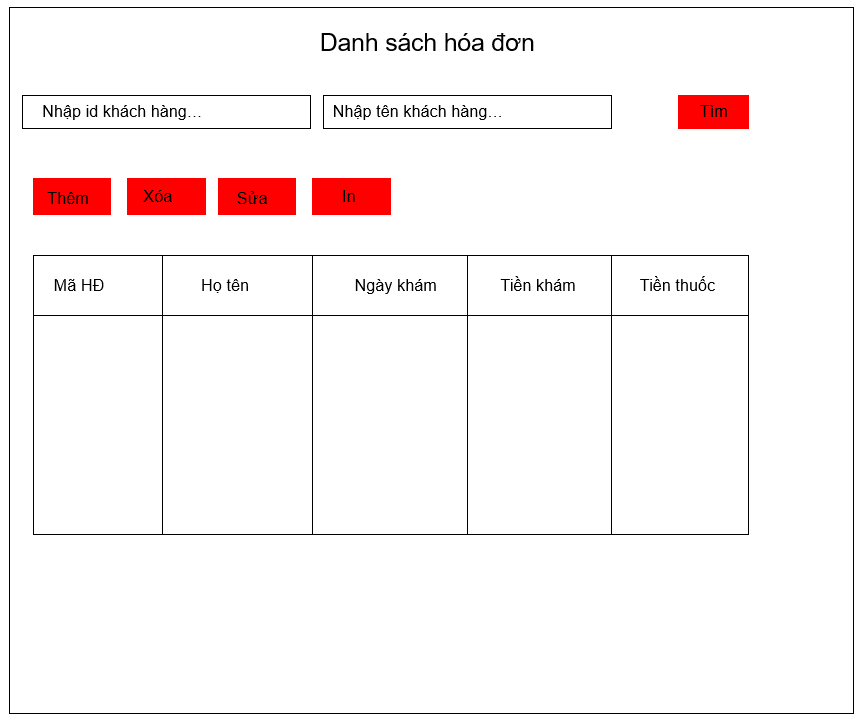 Danh sách hóa đơn
Nhập id khách hàng... Nhập tên khách hàng... Tìm
Thêm Xóa Sửa In
Mã HĐ Họ tên Ngày khám Tiền khám Tiền thuốc